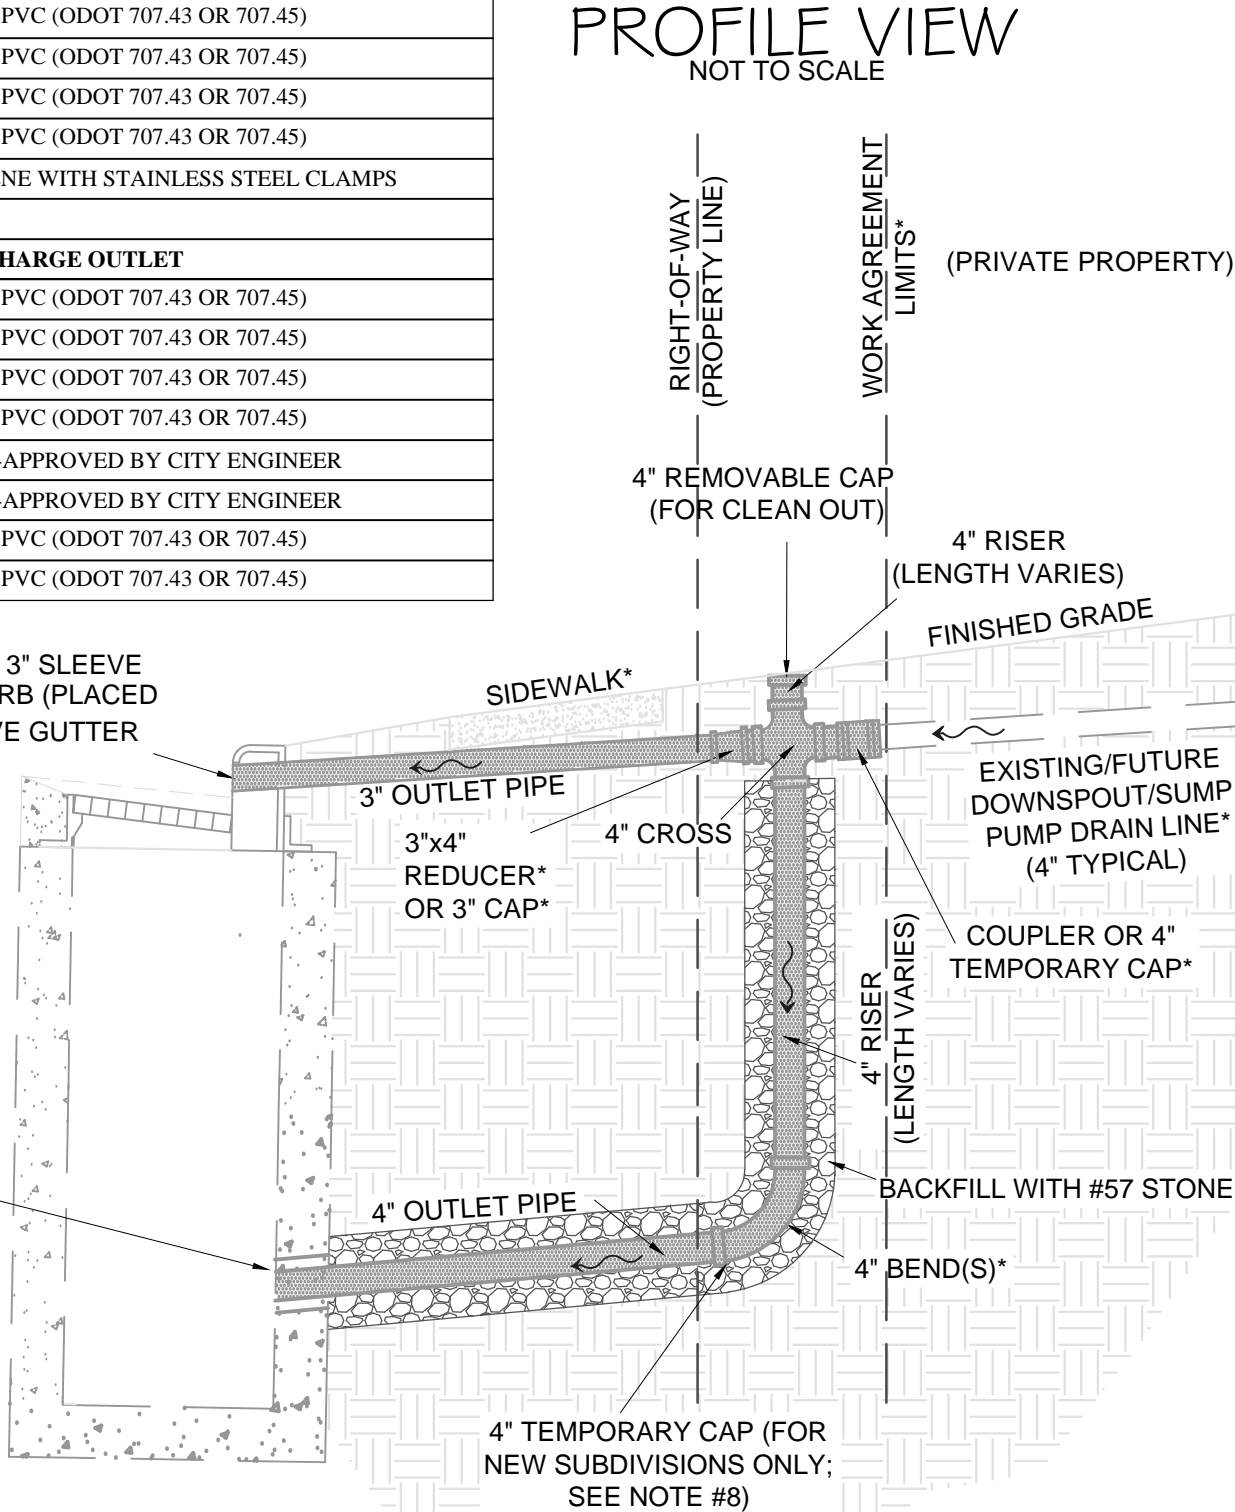 PVC (ODOT 707.43 OR 707.45)
PVC (ODOT 707.43 OR 707.45)
PVC (ODOT 707.43 OR 707.45)
PVC (ODOT 707.43 OR 707.45)
NE WITH STAINLESS STEEL CLAMPS
HARGE OUTLET
PVC (ODOT 707.43 OR 707.45)
PVC (ODOT 707.43 OR 707.45)
PVC (ODOT 707.43 OR 707.45)
PVC (ODOT 707.43 OR 707.45)
-APPROVED BY CITY ENGINEER
-APPROVED BY CITY ENGINEER
PVC (ODOT 707.43 OR 707.45)
PVC (ODOT 707.43 OR 707.45)
PROFILE VIEW
NOT TO SCALE
RIGHT-OF-WAY
(PROPERTY LINE)
WORK AGREEMENT
LIMITS*
(PRIVATE PROPERTY)
4" REMOVABLE CAP
(FOR CLEAN OUT)
4" RISER
(LENGTH VARIES)
FINISHED GRADE
3" SLEEVE
RB (PLACED
VE GUTTER
SIDEWALK*
3" OUTLET PIPE
3"x4"
REDUCER*
OR 3" CAP*
4" CROSS
EXISTING/FUTURE
DOWNSPOUT/SUMP
PUMP DRAIN LINE*
(4" TYPICAL)
COUPLER OR 4"
TEMPORARY CAP*
4" RISER
(LENGTH VARIES)
BACKFILL WITH #57 STONE
4" OUTLET PIPE
4" BEND(S)*
4" TEMPORARY CAP (FOR
NEW SUBDIVISIONS ONLY;
SEE NOTE #8)